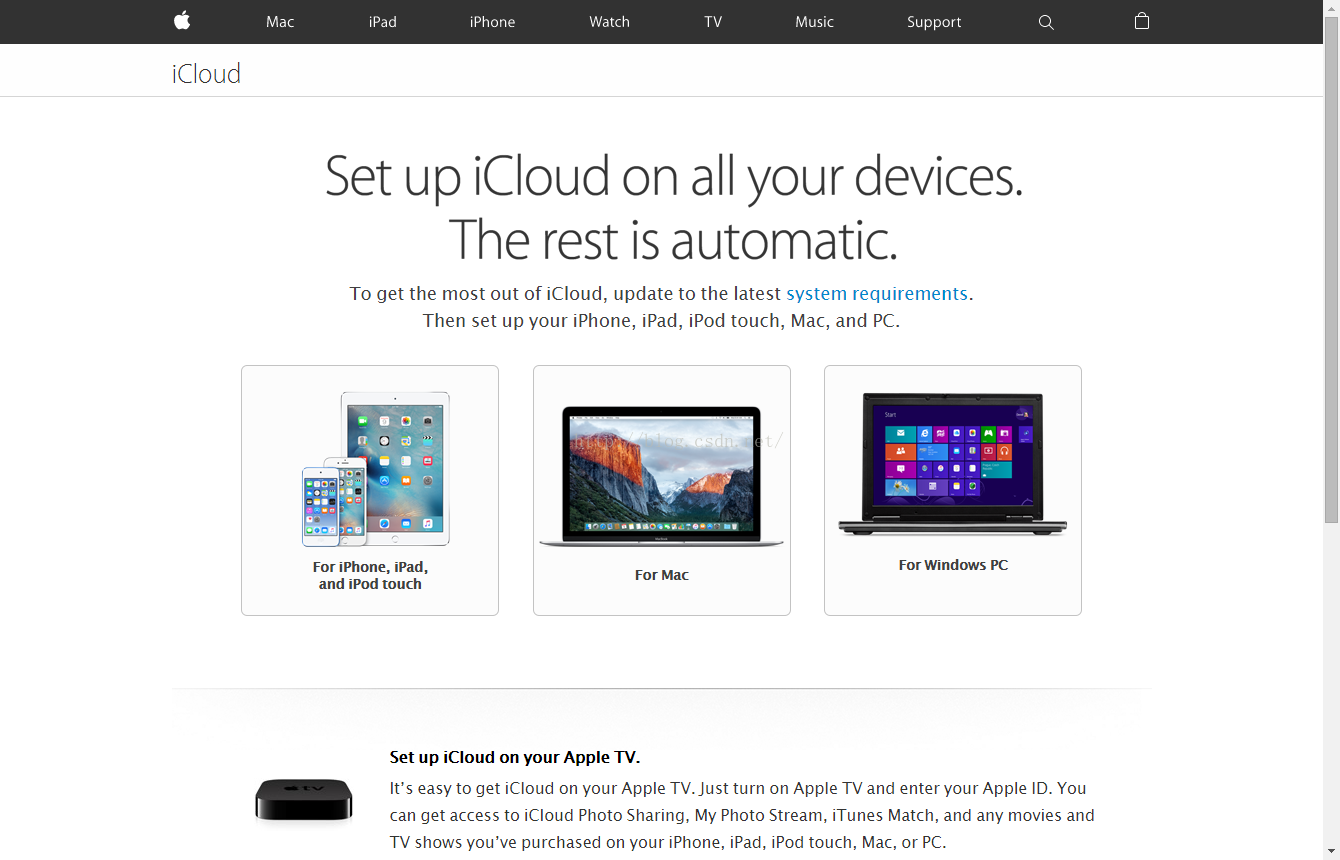 Mac iPad iPhone Watch TV Music Support
iCloud
Set up iCloud on all your devices.
The rest is automatic.
To get the most out of iCloud, update to the latest system requirements.
Then set up your iPhone, iPad, iPod touch, Mac, and PC.
Start
http://blog.csdn.net/
For iPhone, iPad,
and iPod touch
For Mac
For Windows PC
Set up iCloud on your Apple TV.
tv
It’s easy to get iCloud on your Apple TV. Just turn on Apple TV and enter your Apple ID. You
can get access to iCloud Photo Sharing, My Photo Stream, iTunes Match, and any movies and
TV shows you’ve purchased on your iPhone, iPad, iPod touch, Mac, or PC.